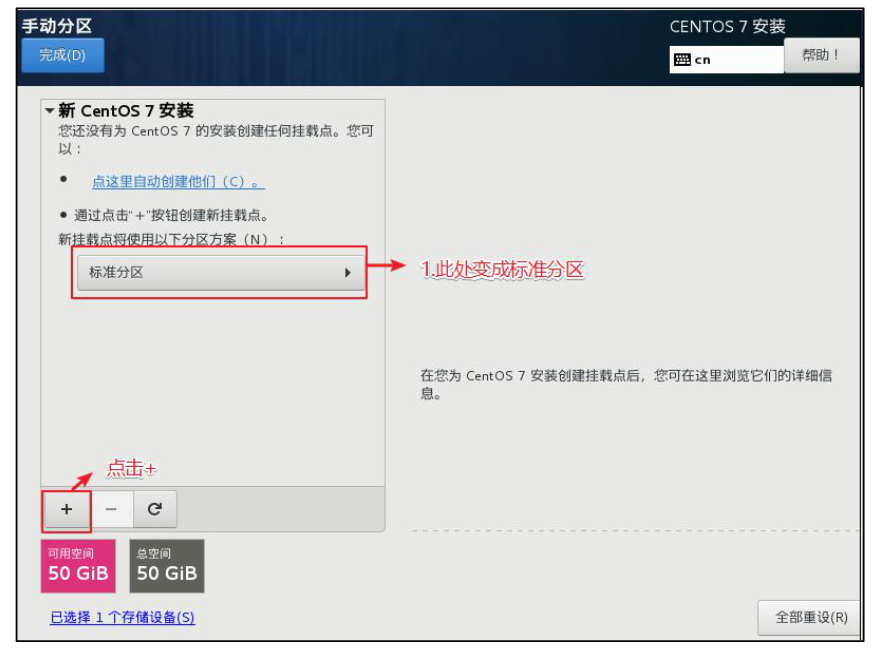 手动分区
CENTOS 7 安装
完成(D)
cn
帮助！
新 CentOS 7 安装
您还没有为 CentOS 7 的安装创建任何挂载点。您可
以：
点这里自动创建他们（C）。
通过点击"+"按钮创建新挂载点。
新挂载点将使用以下分区方案（N）：
标准分区
1.此处变成标准分区
在您为 CentOS 7 安装创建挂载点后，您可在这里浏览它们的详细信
息。
点击+
+ −
可用空间
50 GiB
总空间
50 GiB
已选择 1 个存储设备(S)
全部重设(R)